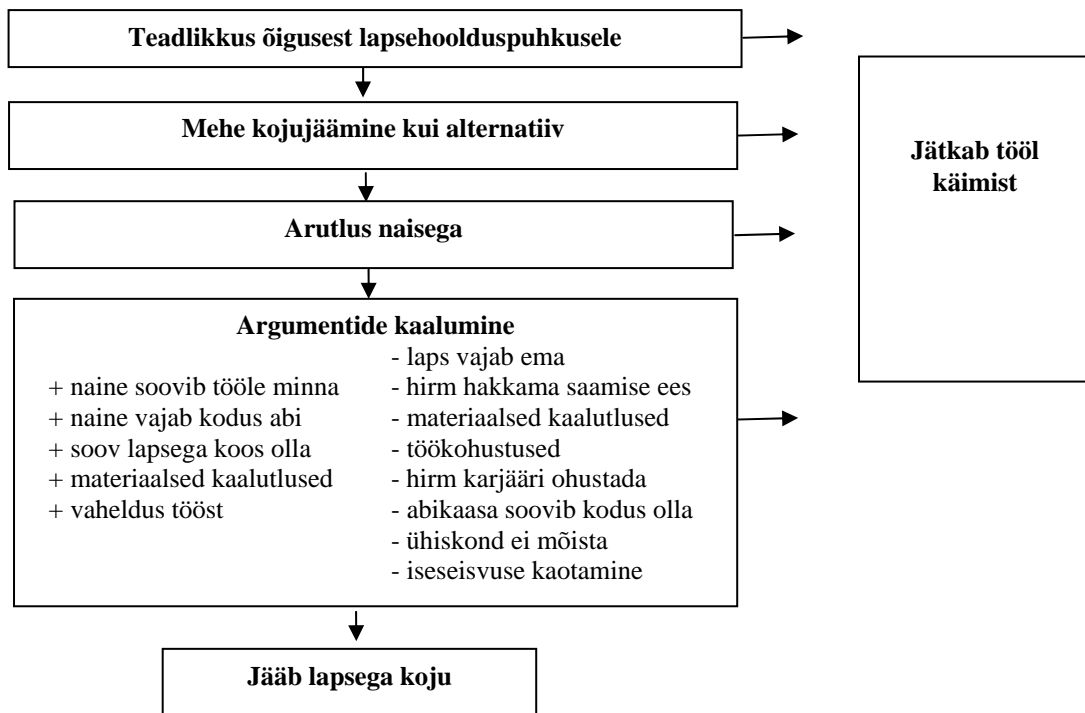 Teadlikkus õigusest lapsehoolduspuhkusele
Mehe kojujäämine kui alternatiiv
Arutlus naisega
Argumentide kaalumine
+ naine soovib tööle minna
+ naine vajab kodus abi
+ soov lapsega koos olla
+ materiaalsed kaalutlused
+ vaheldus tööst
- laps vajab ema
- hirm hakkama saamise ees
- materiaalsed kaalutlused
- töökohustused
- hirm karjääri ohustada
- abikaasa soovib kodus olla
- ühiskond ei mõista
- iseseisvuse kaotamine
Jääb lapsega koju
Jätkab tööl
käimist